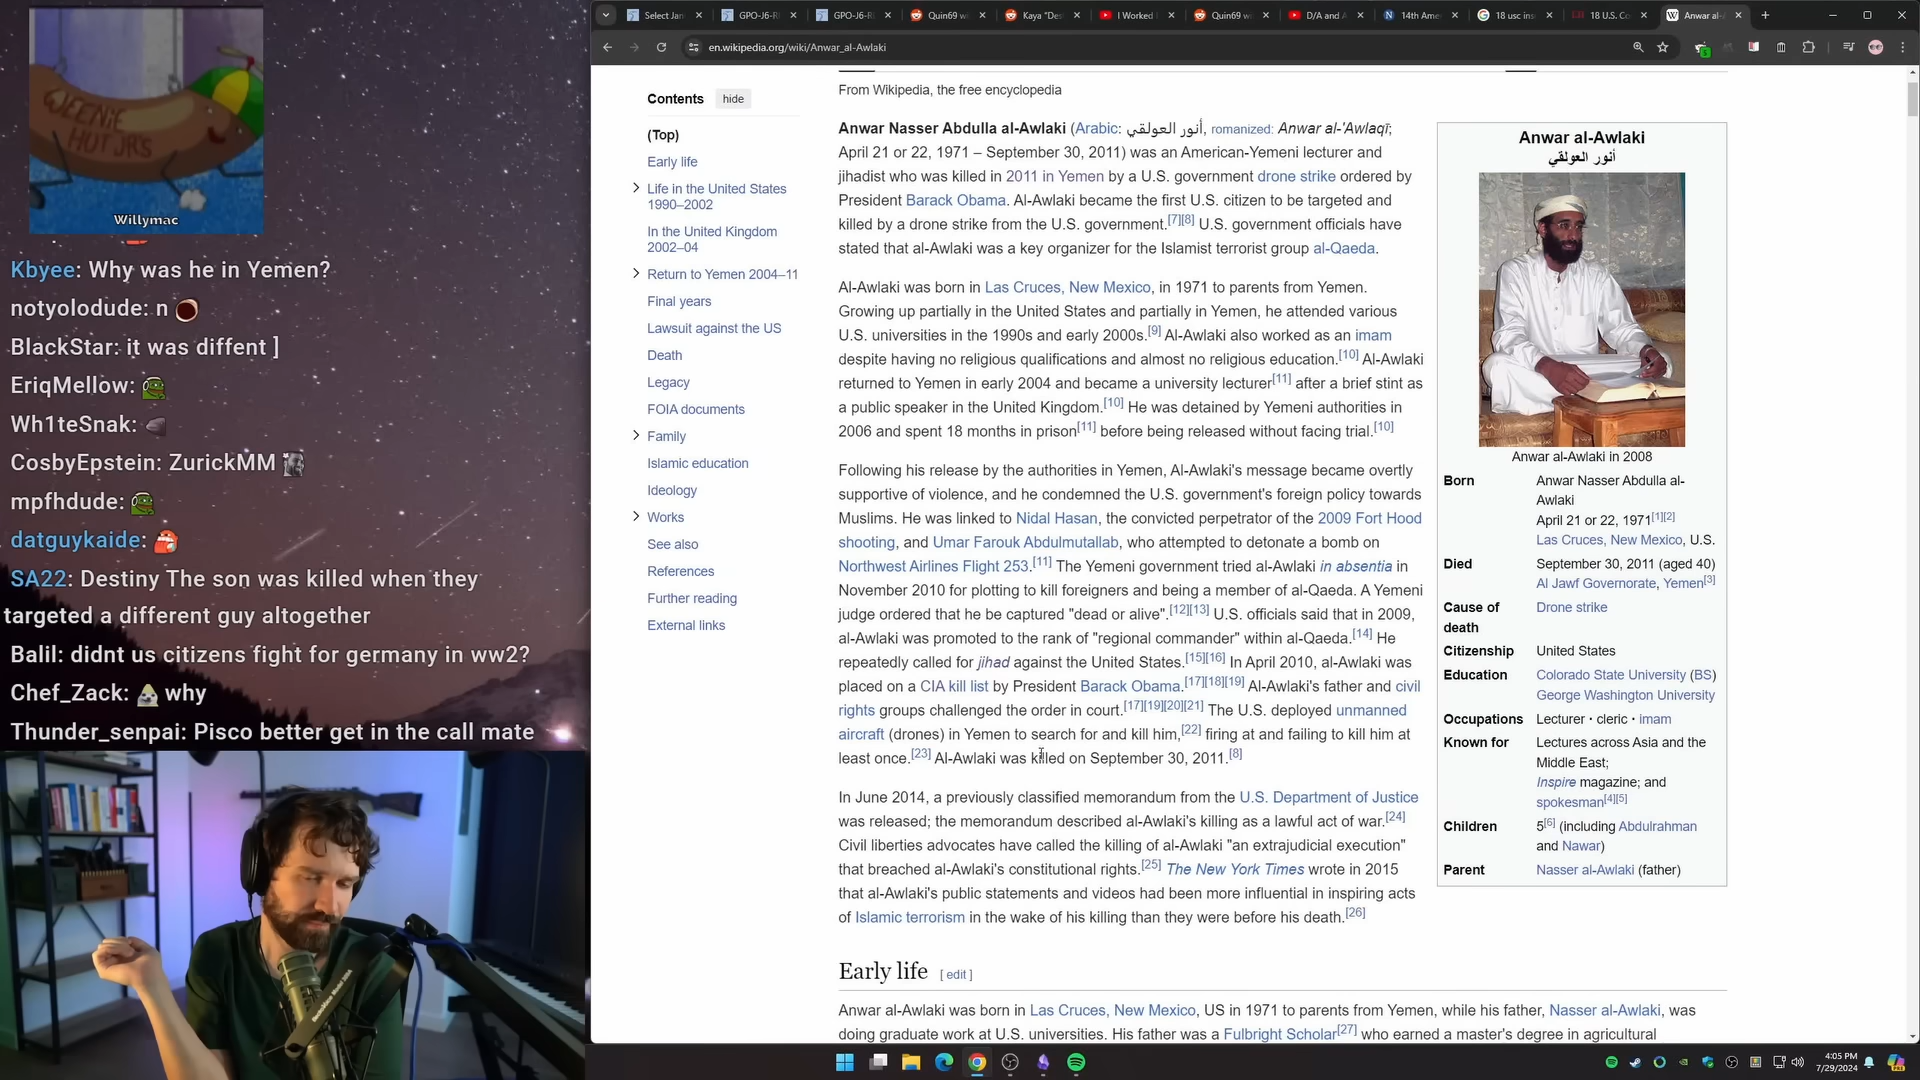 WEENIE
HUT JR'S
Willymac
Kbyee: Why was he in Yemen?
notyolodude: n
BlackStar: it was diffent ]
EriqMellow:
Wh1teSnak:
CosbyEpstein: ZurickMM
mpfhdude:
datguykaide:
SA22: Destiny The son was killed when they
targeted a different guy altogether
Balil: didnt us citizens fight for germany in ww2?
Chef_Zack: why
Thunder_senpai: Pisco better get in the call mate
Select Jan
GPO-J6-R
GPO-J6-R
Quin69 w
Kaya "Des
I Worked
Quin69 w
D/A and A
14th Ame
18 usc ins
18 U.S. Co
Anwar al-
en.wikipedia.org/wiki/Anwar_al-Awlaki
Contents hide
(Top)
Early life
Life in the United States
1990–2002
In the United Kingdom
2002–04
Return to Yemen 2004–11
Final years
Lawsuit against the US
Death
Legacy
FOIA documents
Family
Islamic education
Ideology
Works
See also
References
Further reading
External links
From Wikipedia, the free encyclopedia
Anwar Nasser Abdulla al-Awlaki (Arabic: أنور العولقي, romanized: Anwar al-'Awlaqī;
April 21 or 22, 1971 – September 30, 2011) was an American-Yemeni lecturer and
jihadist who was killed in 2011 in Yemen by a U.S. government drone strike ordered by
President Barack Obama. Al-Awlaki became the first U.S. citizen to be targeted and
killed by a drone strike from the U.S. government.[7][8] U.S. government officials have
stated that al-Awlaki was a key organizer for the Islamist terrorist group al-Qaeda.
Al-Awlaki was born in Las Cruces, New Mexico, in 1971 to parents from Yemen.
Growing up partially in the United States and partially in Yemen, he attended various
U.S. universities in the 1990s and early 2000s.[9] Al-Awlaki also worked as an imam
despite having no religious qualifications and almost no religious education.[10] Al-Awlaki
returned to Yemen in early 2004 and became a university lecturer[11] after a brief stint as
a public speaker in the United Kingdom.[10] He was detained by Yemeni authorities in
2006 and spent 18 months in prison[11] before being released without facing trial.[10]
Following his release by the authorities in Yemen, Al-Awlaki's message became overtly
supportive of violence, and he condemned the U.S. government's foreign policy towards
Muslims. He was linked to Nidal Hasan, the convicted perpetrator of the 2009 Fort Hood
shooting, and Umar Farouk Abdulmutallab, who attempted to detonate a bomb on
Northwest Airlines Flight 253.[11] The Yemeni government tried al-Awlaki in absentia in
November 2010 for plotting to kill foreigners and being a member of al-Qaeda. A Yemeni
judge ordered that he be captured "dead or alive".[12][13] U.S. officials said that in 2009,
al-Awlaki was promoted to the rank of "regional commander" within al-Qaeda.[14] He
repeatedly called for jihad against the United States.[15][16] In April 2010, al-Awlaki was
placed on a CIA kill list by President Barack Obama.[17][18][19] Al-Awlaki's father and civil
rights groups challenged the order in court.[17][19][20][21] The U.S. deployed unmanned
aircraft (drones) in Yemen to search for and kill him,[22] firing at and failing to kill him at
least once.[23] Al-Awlaki was killed on September 30, 2011.[8]
In June 2014, a previously classified memorandum from the U.S. Department of Justice
was released; the memorandum described al-Awlaki's killing as a lawful act of war.[24]
Civil liberties advocates have called the killing of al-Awlaki "an extrajudicial execution"
that breached al-Awlaki's constitutional rights.[25] The New York Times wrote in 2015
that al-Awlaki's public statements and videos had been more influential in inspiring acts
of Islamic terrorism in the wake of his killing than they were before his death.[26]
Early life [ edit ]
Anwar al-Awlaki was born in Las Cruces, New Mexico, US in 1971 to parents from Yemen, while his father, Nasser al-Awlaki, was
doing graduate work at U.S. universities. His father was a Fulbright Scholar[27] who earned a master's degree in agricultural
Anwar al-Awlaki
أنور العولقي
Anwar al-Awlaki in 2008
Born Anwar Nasser Abdulla al-
Awlaki
April 21 or 22, 1971[1][2]
Las Cruces, New Mexico, U.S.
Died September 30, 2011 (aged 40)
Al Jawf Governorate, Yemen[3]
Cause of death Drone strike
Citizenship United States
Education Colorado State University (BS)
George Washington University
Occupations Lecturer · cleric · imam
Known for Lectures across Asia and the
Middle East;
Inspire magazine; and
spokesman[4][5]
Children 5[6] (including Abdulrahman
and Nawar)
Parent Nasser al-Awlaki (father)
4:05 PM
7/29/2024